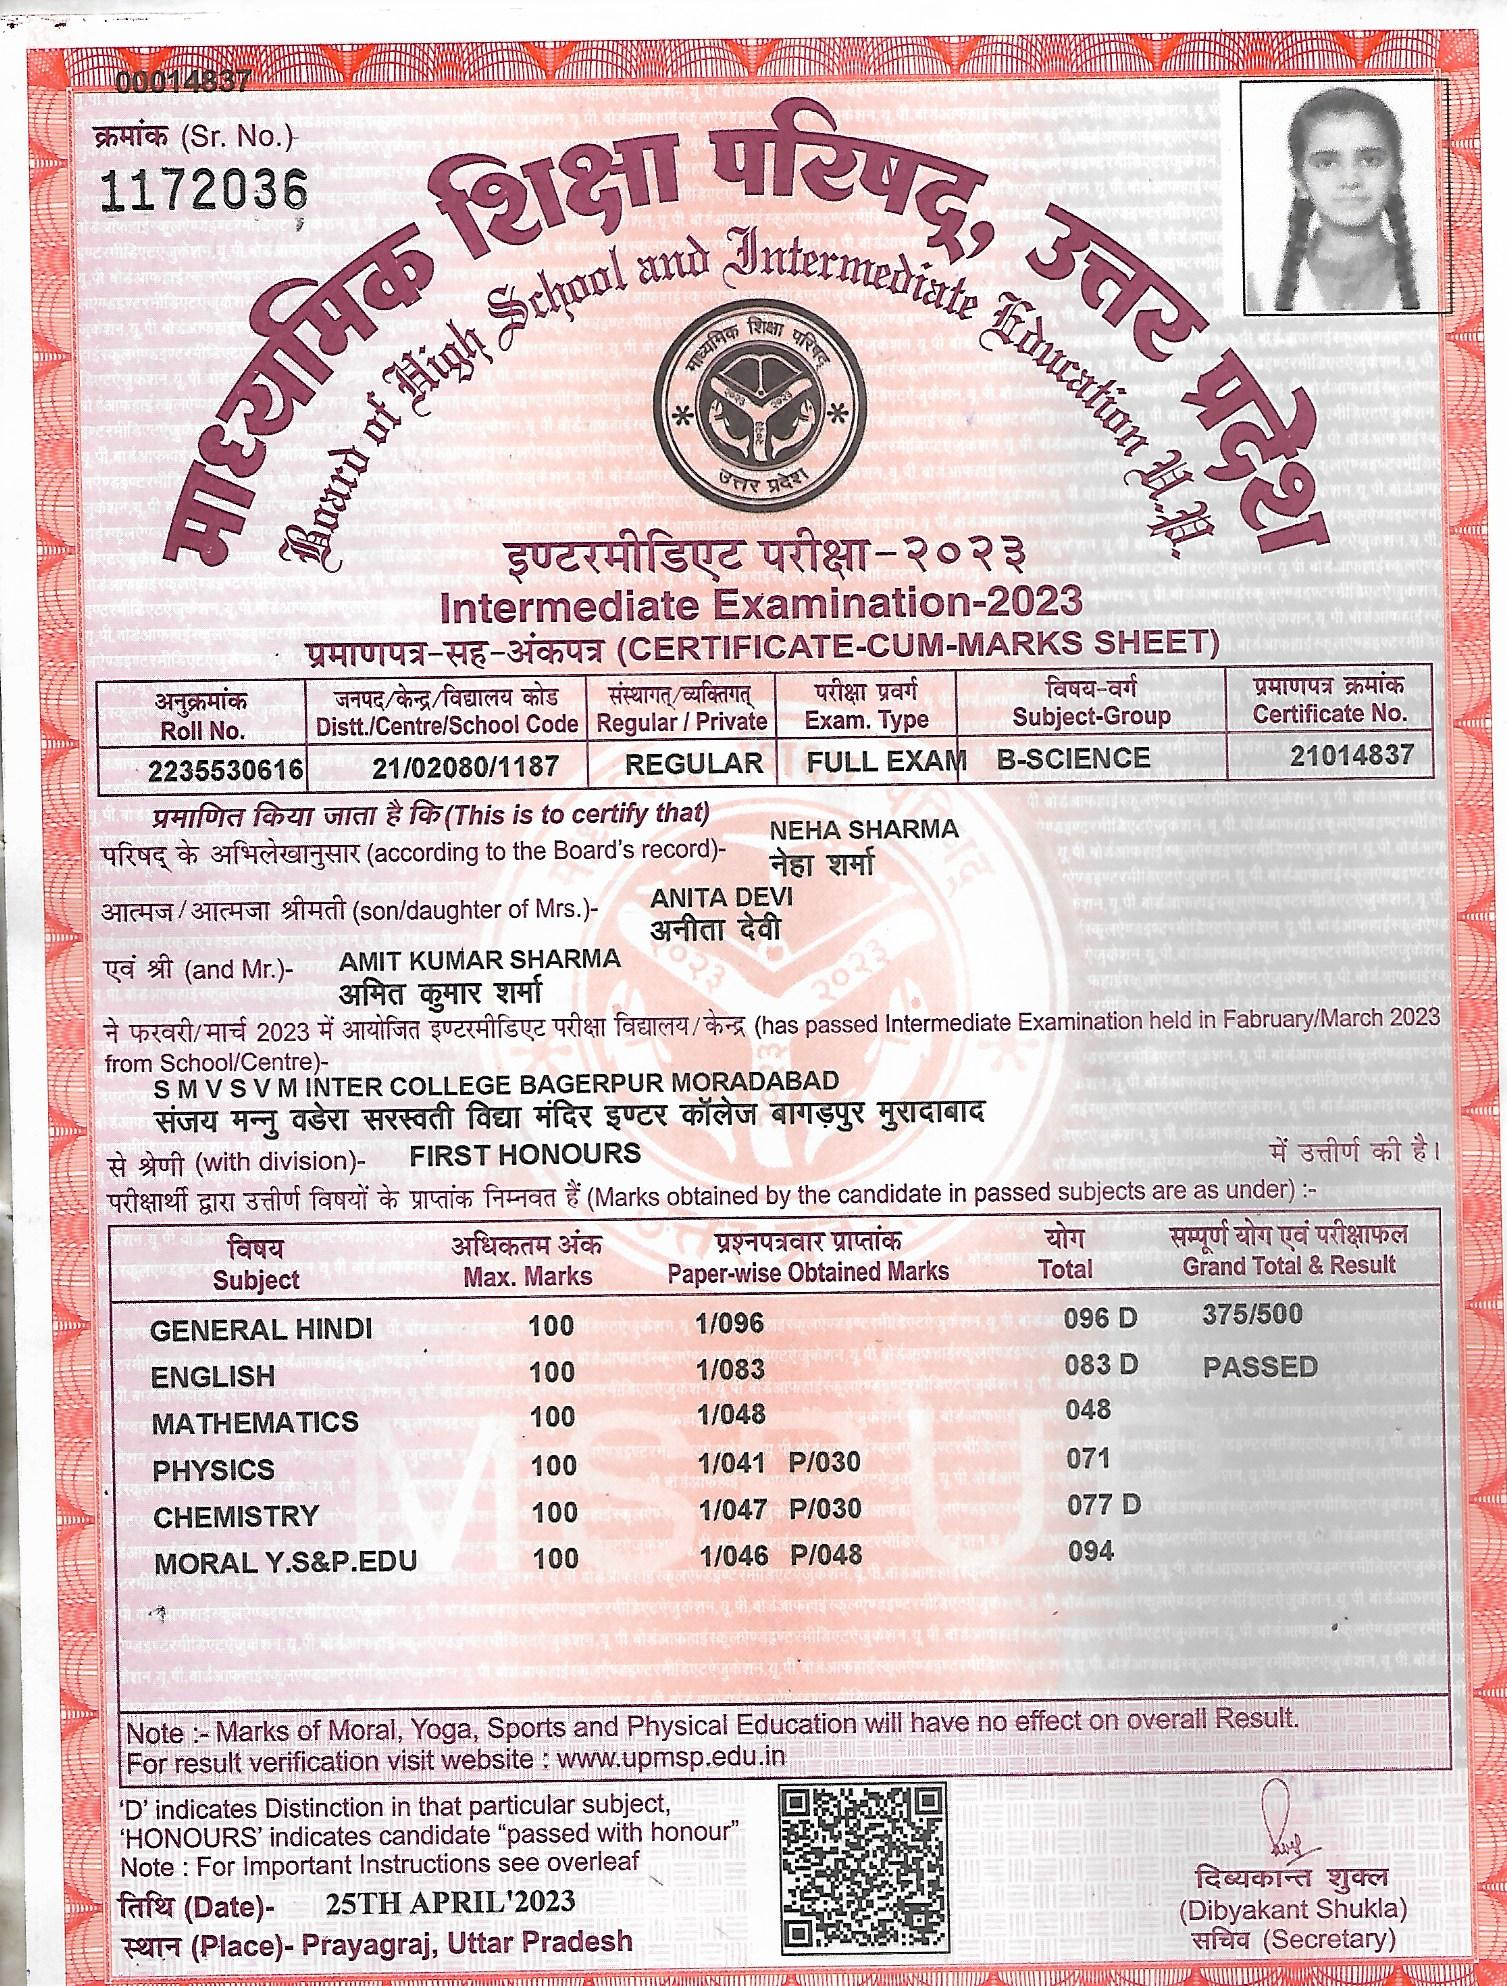 00014837
क्रमांक (Sr. No.)
1172036
माध्यमिक शिक्षा परिषद्, उत्तर प्रदेश
Board of High School and Intermediate Education U.P.
माध्यमिक शिक्षा परिषद्
२०२३ २०२३
२०२३
उत्तर प्रदेश
इण्टरमीडिएट परीक्षा-२०२३
Intermediate Examination-2023
प्रमाणपत्र-सह-अंकपत्र (CERTIFICATE-CUM-MARKS SHEET)
अनुक्रमांक जनपद/केन्द्र/विद्यालय कोड संस्थागत्/व्यक्तिगत् परीक्षा प्रवर्ग विषय-वर्ग प्रमाणपत्र क्रमांक
Roll No. Distt./Centre/School Code Regular / Private Exam. Type Subject-Group Certificate No.
2235530616 21/02080/1187 REGULAR FULL EXAM B-SCIENCE 21014837
प्रमाणित किया जाता है कि (This is to certify that)
NEHA SHARMA
परिषद् के अभिलेखानुसार (according to the Board's record)-
नेहा शर्मा
ANITA DEVI
आत्मज/आत्मजा श्रीमती (son/daughter of Mrs.)-
अनीता देवी
AMIT KUMAR SHARMA
एवं श्री (and Mr.)-
अमित कुमार शर्मा
ने फरवरी/मार्च 2023 में आयोजित इण्टरमीडिएट परीक्षा विद्यालय/केन्द्र (has passed Intermediate Examination held in Fabruary/March 2023
from School/Centre)-
S M V S V M INTER COLLEGE BAGERPUR MORADABAD
संजय मन्नु वडेरा सरस्वती विद्या मंदिर इण्टर कॉलेज बागड़पुर मुरादाबाद
से श्रेणी (with division)- FIRST HONOURS में उत्तीर्ण की है।
परीक्षार्थी द्वारा उत्तीर्ण विषयों के प्राप्तांक निम्नवत हैं (Marks obtained by the candidate in passed subjects are as under) :-
विषय अधिकतम अंक प्रश्नपत्रवार प्राप्तांक योग सम्पूर्ण योग एवं परीक्षाफल
Subject Max. Marks Paper-wise Obtained Marks Total Grand Total & Result
GENERAL HINDI 100 1/096 096 D 375/500
ENGLISH 100 1/083 083 D PASSED
MATHEMATICS 100 1/048 048
PHYSICS 100 1/041 P/030 071
CHEMISTRY 100 1/047 P/030 077 D
MORAL Y.S&P.EDU 100 1/046 P/048 094
Note :- Marks of Moral, Yoga, Sports and Physical Education will have no effect on overall Result.
For result verification visit website : www.upmsp.edu.in
'D' indicates Distinction in that particular subject,
'HONOURS' indicates candidate "passed with honour"
Note : For Important Instructions see overleaf
तिथि (Date)- 25TH APRIL'2023
स्थान (Place)- Prayagraj, Uttar Pradesh
दिव्यकान्त शुक्ल
(Dibyakant Shukla)
सचिव (Secretary)